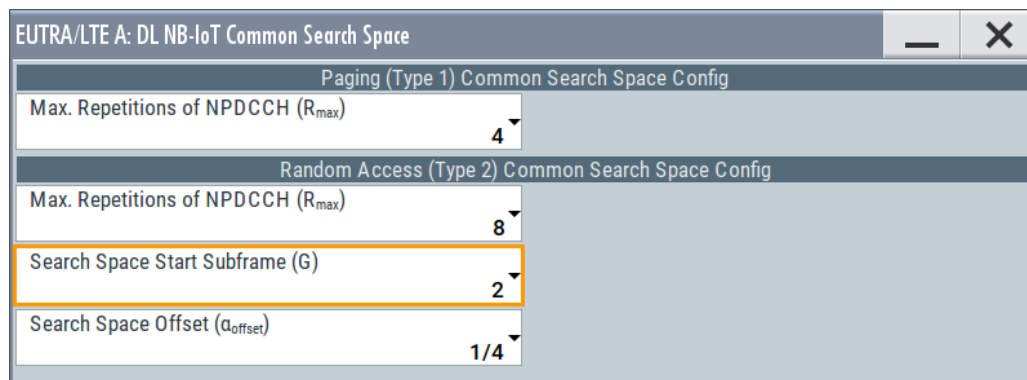 EUTRA/LTE A: DL NB-IoT Common Search Space
Paging (Type 1) Common Search Space Config
Max. Repetitions of NPDCCH (Rmax)
4
Random Access (Type 2) Common Search Space Config
Max. Repetitions of NPDCCH (Rmax)
8
Search Space Start Subframe (G)
2
Search Space Offset (αoffset)
1/4